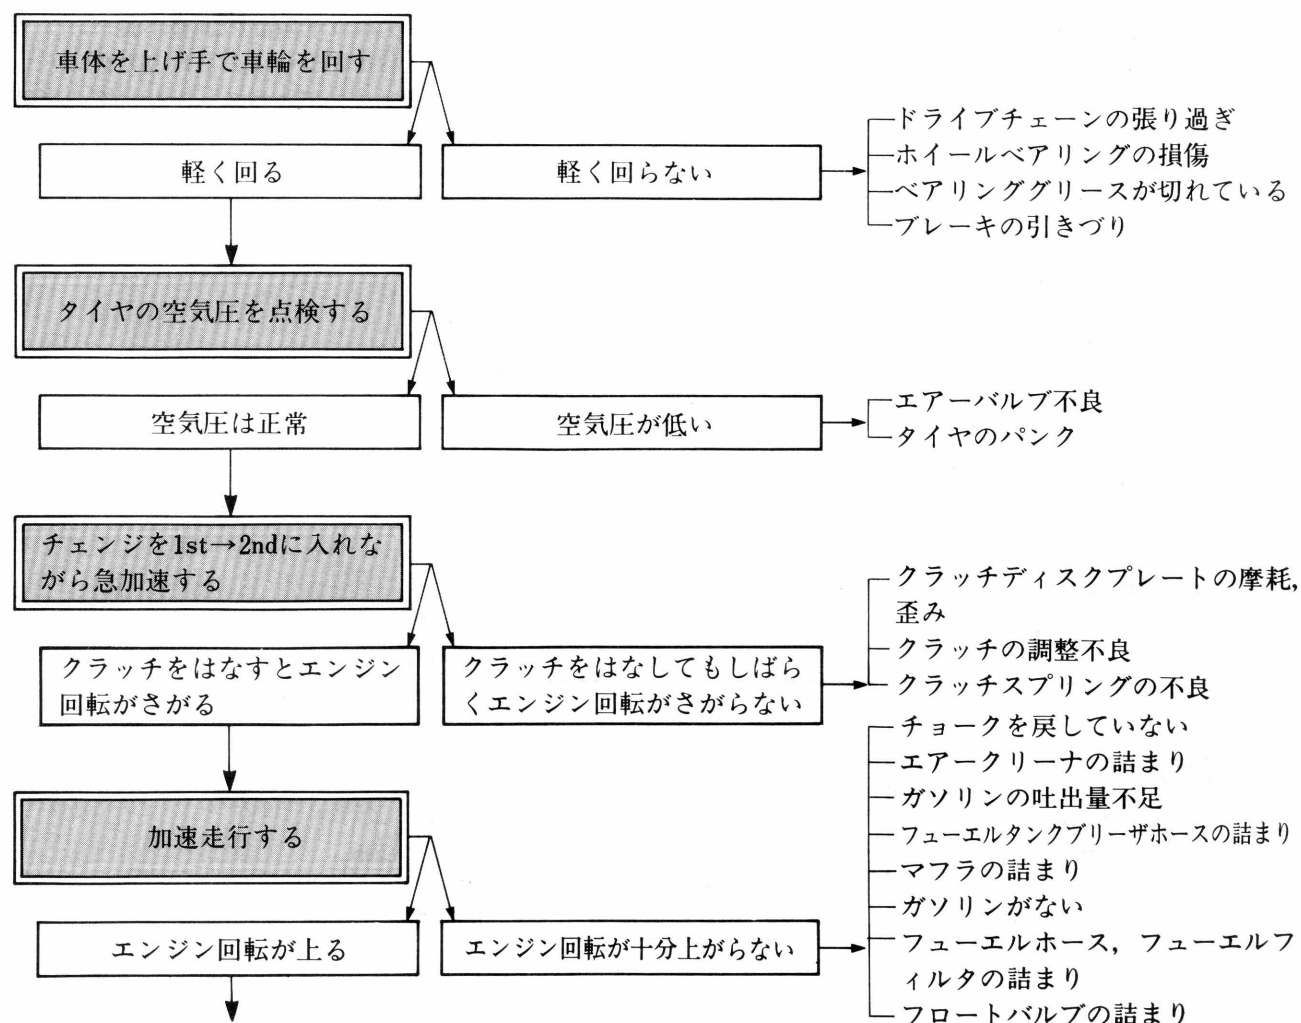 車体を上げ手で車輪を回す
軽く回る
軽く回らない
ドライブチェーンの張り過ぎ
ホイールベアリングの損傷
ベアリンググリースが切れている
ブレーキの引きづり
タイヤの空気圧を点検する
空気圧は正常
空気圧が低い
エアーバルブ不良
タイヤのパンク
チェンジを1st→2ndに入れな
がら急加速する
クラッチをはなすとエンジン
回転がさがる
クラッチをはなしてもしばら
くエンジン回転がさがらない
クラッチディスクプレートの摩耗,
歪み
クラッチの調整不良
クラッチスプリングの不良
加速走行する
エンジン回転が上る
エンジン回転が十分上がらない
チョークを戻していない
エアークリーナの詰まり
ガソリンの吐出量不足
フューエルタンクブリーザホースの詰まり
マフラの詰まり
ガソリンがない
フューエルホース，フューエルフ
ィルタの詰まり
フロートバルブの詰まり